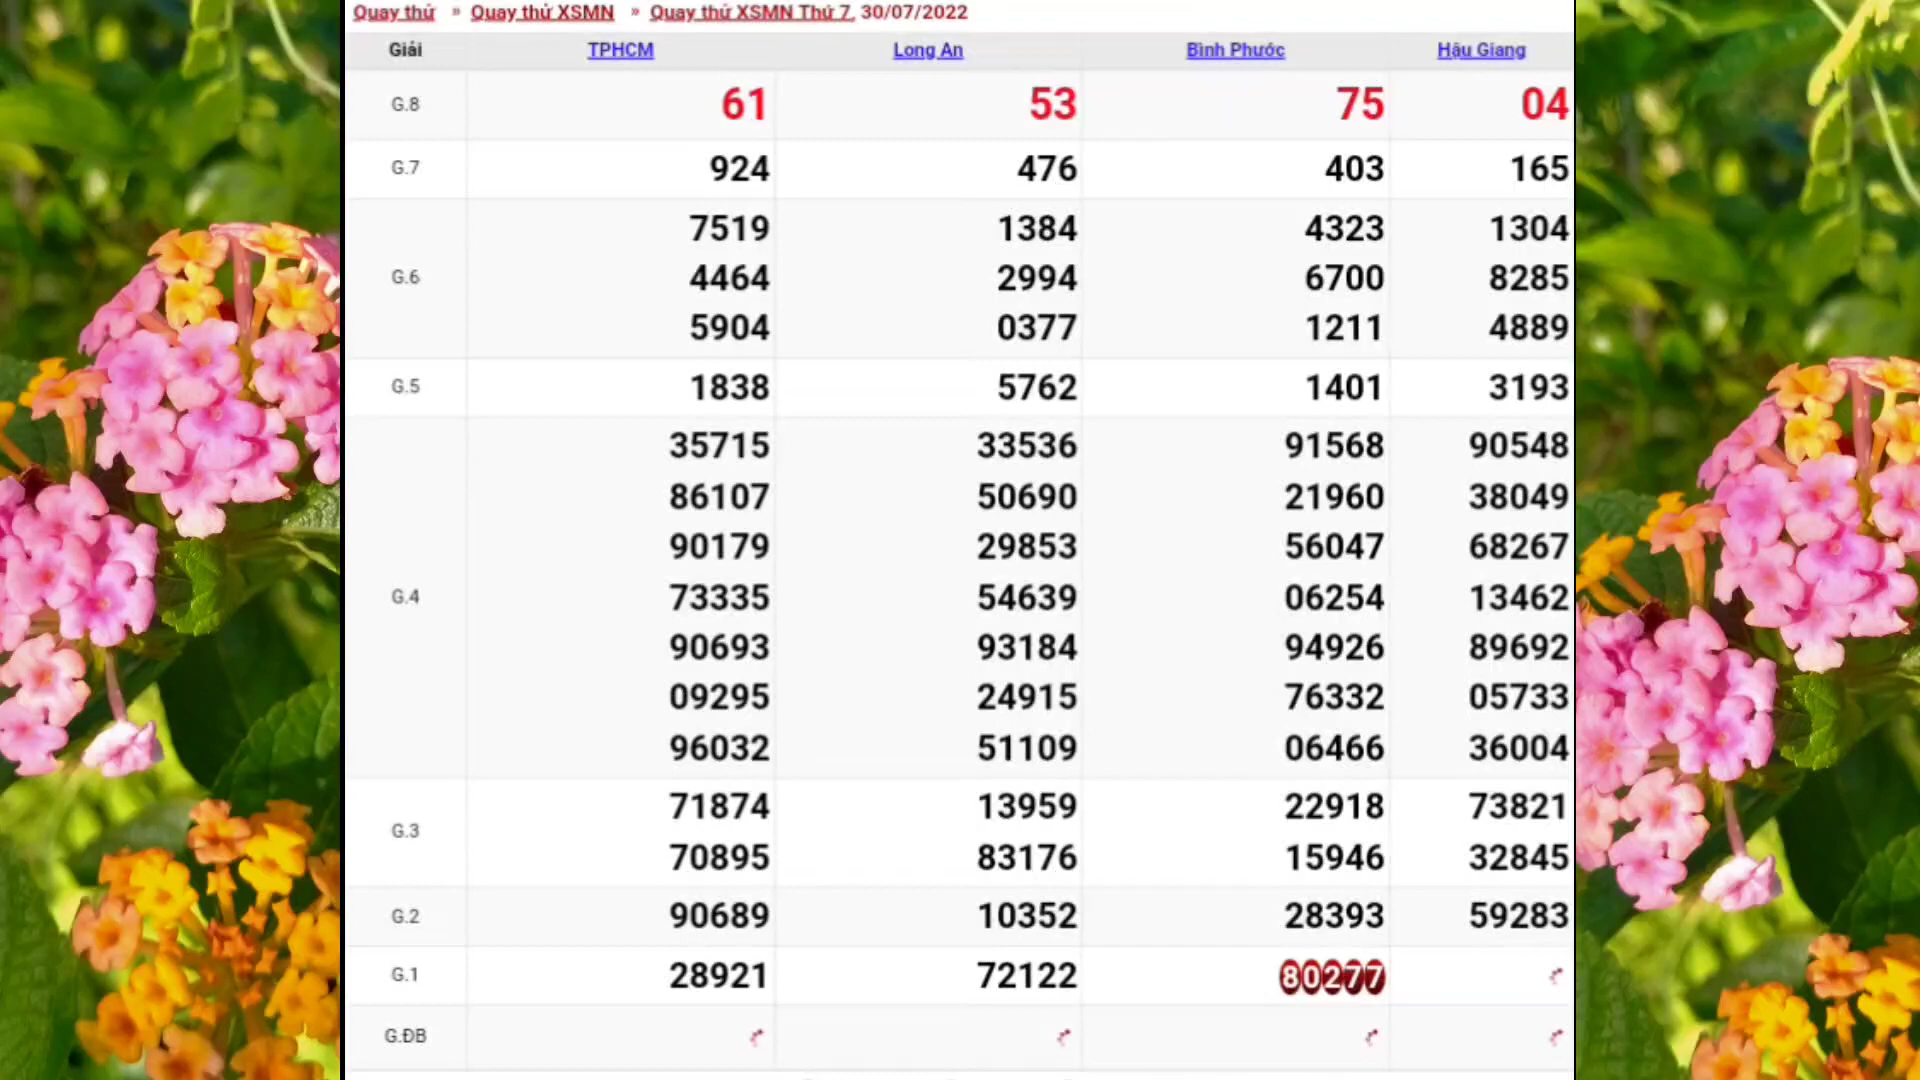 Quay thử » Quay thử XSMN » Quay thử XSMN Thứ 7, 30/07/2022
Giải TPHCM Long An Bình Phước Hậu Giang
G.8 61 53 75 04
G.7 924 476 403 165
7519 1384 4323 1304
G.6 4464 2994 6700 8285
5904 0377 1211 4889
G.5 1838 5762 1401 3193
35715 33536 91568 90548
86107 50690 21960 38049
90179 29853 56047 68267
G.4 73335 54639 06254 13462
90693 93184 94926 89692
09295 24915 76332 05733
96032 51109 06466 36004
G.3 71874 13959 22918 73821
70895 83176 15946 32845
G.2 90689 10352 28393 59283
G.1 28921 72122 80277
G.ĐB